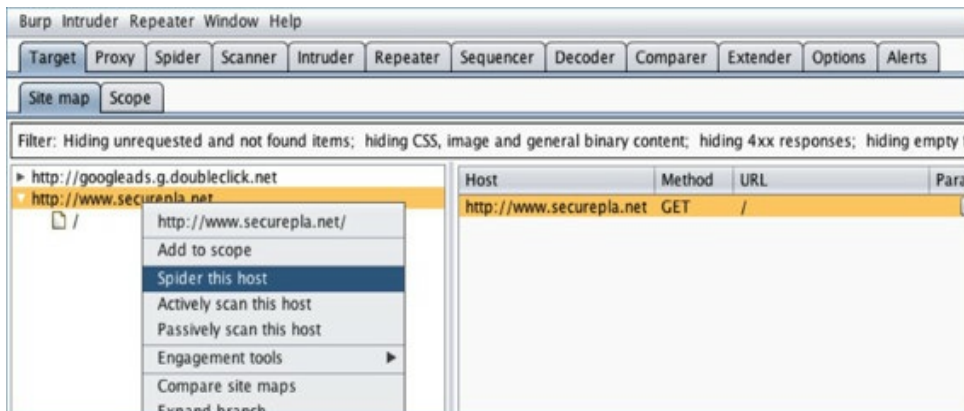 Burp Intruder Repeater Window Help
Target Proxy Spider Scanner Intruder Repeater Sequencer Decoder Comparer Extender Options Alerts
Site map Scope
Filter: Hiding unrequested and not found items; hiding CSS, image and general binary content; hiding 4xx responses; hiding empty
http://googleads.g.doubleclick.net
http://www.securepla.net
/
http://www.securepla.net/
Add to scope
Spider this host
Actively scan this host
Passively scan this host
Engagement tools
Compare site maps
Expand branch
Host Method URL Para
http://www.securepla.net GET /